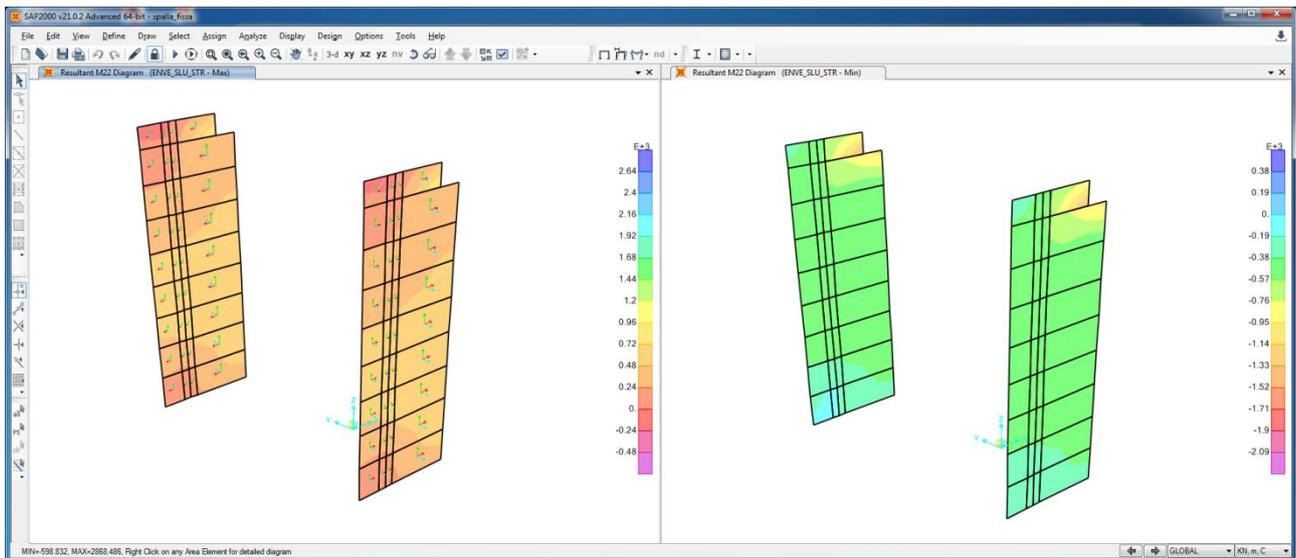 SAP2000 v21.0.2 Advanced 64-bit - spalla_fissa
File Edit View Define Draw Select Assign Analyze Display Design Options Tools Help
3-d xy xz yz nv
nd
Resultant M22 Diagram (ENVE_SLU_STR - Max)
E+3
2.64
2.4
2.16
1.92
1.68
1.44
1.2
0.96
0.72
0.48
0.24
0.
-0.24
-0.48
Z
Y
Resultant M22 Diagram (ENVE_SLU_STR - Min)
E+3
0.38
0.19
0.
-0.19
-0.38
-0.57
-0.76
-0.95
-1.14
-1.33
-1.52
-1.71
-1.9
-2.09
Z
Y
MIN=-598.832, MAX=2868.486, Right Click on any Area Element for detailed diagram
GLOBAL
KN, m, C